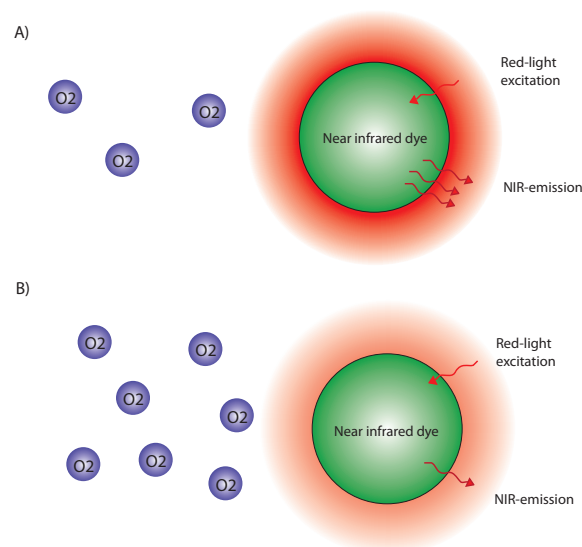 A)
O2
O2
O2
Red-light
excitation
Near infrared dye
NIR-emission
B)
O2
O2
O2
O2
O2
O2
O2
Red-light
excitation
Near infrared dye
NIR-emission